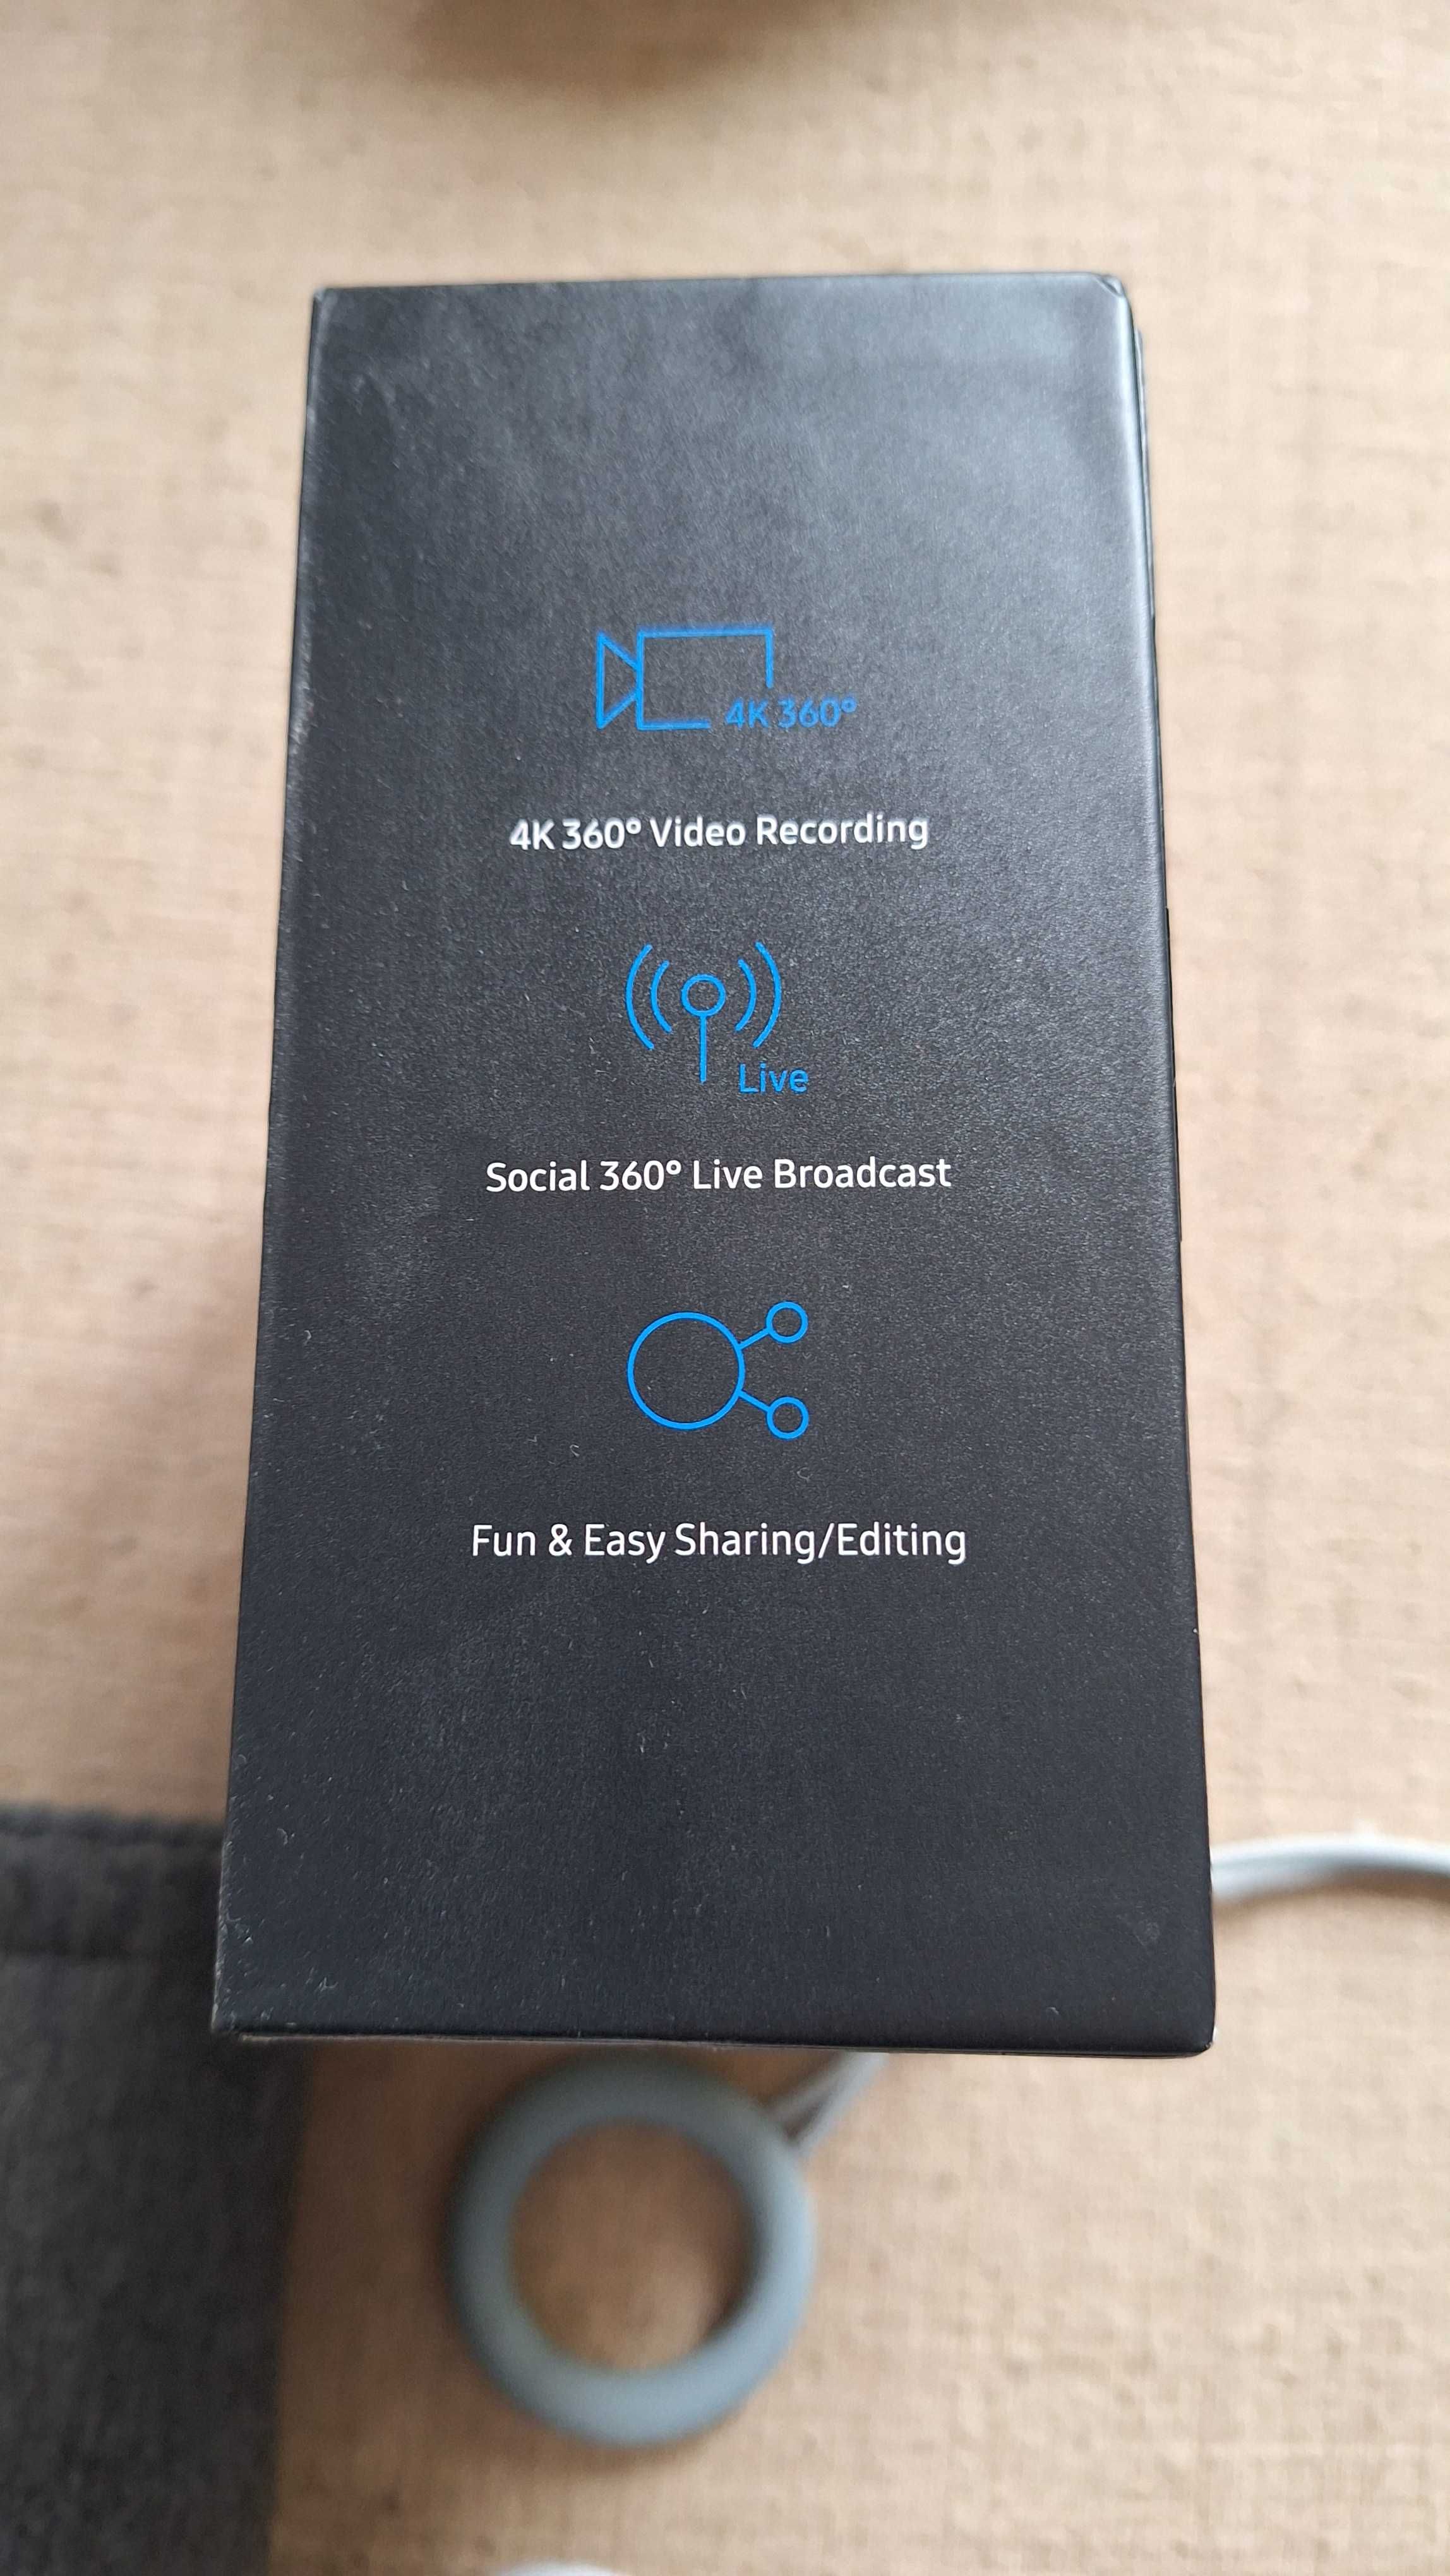 4K 360°
4K 360° Video Recording
Live
Social 360° Live Broadcast
Fun & Easy Sharing/Editing